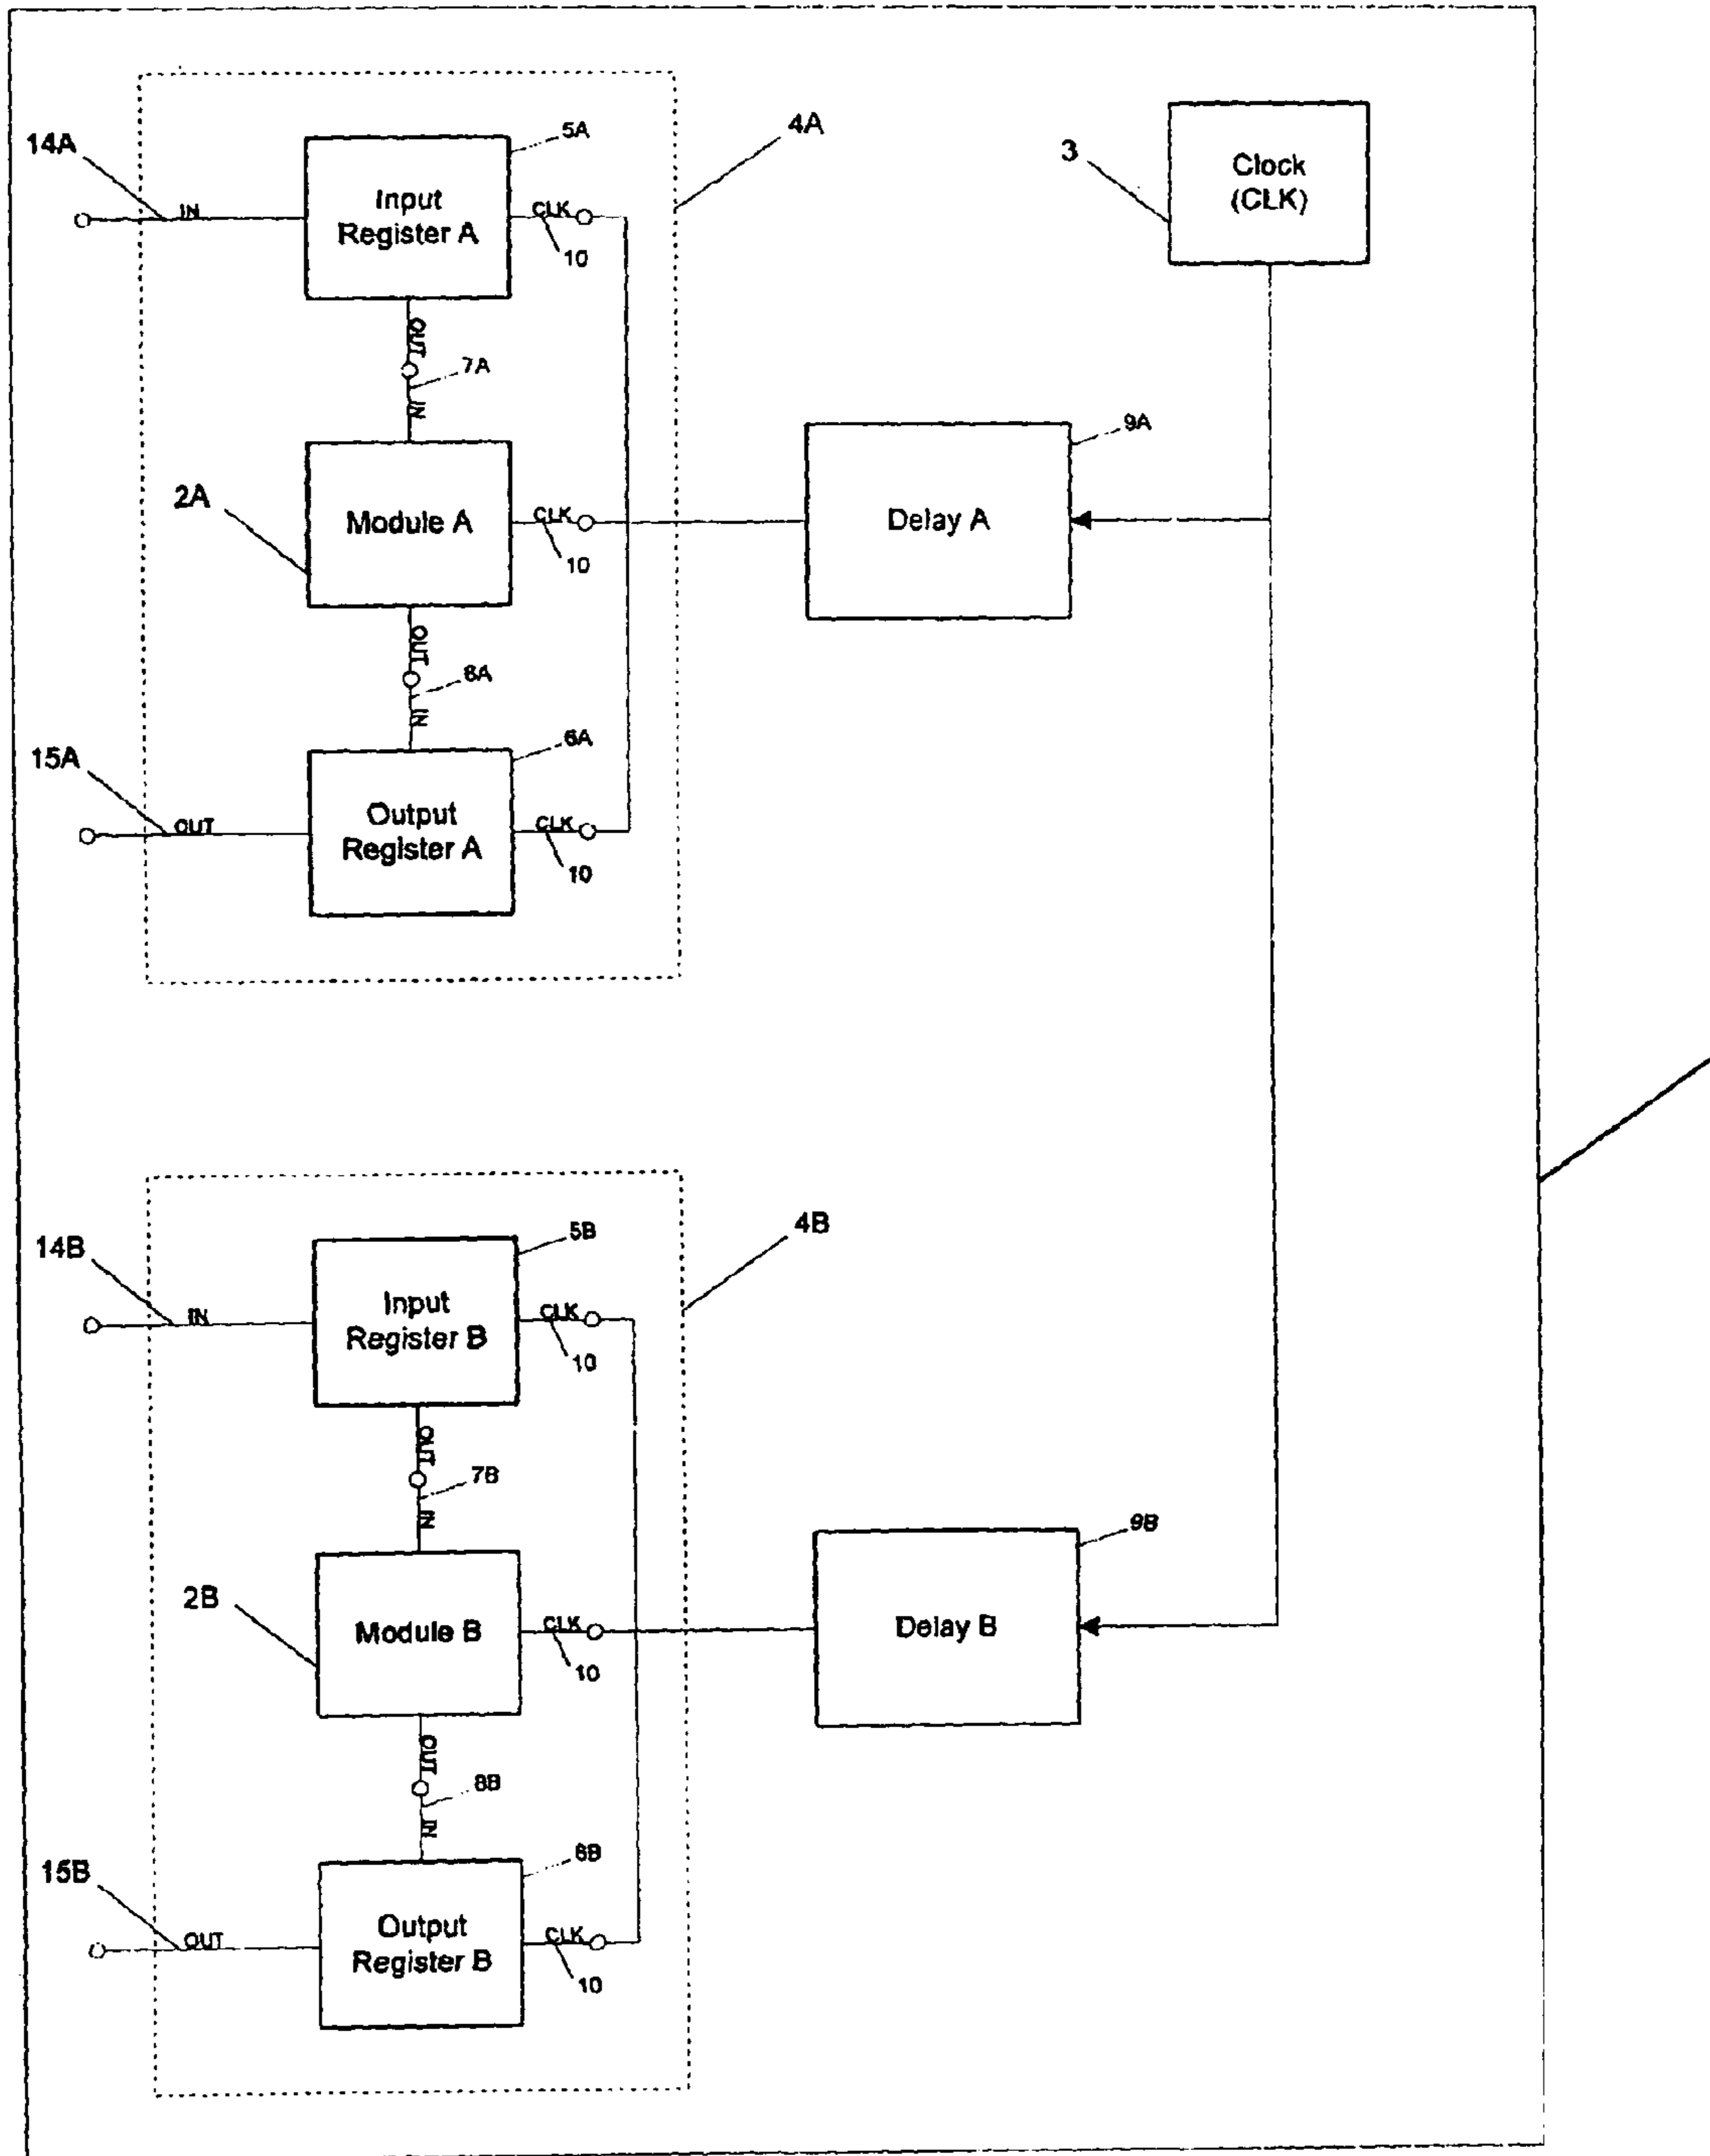 14A
IN
Input
Register A
5A
CLK
10
4A
3
Clock
(CLK)
OUT
7A
IN
2A
Module A
CLK
10
Delay A
9A
OUT
8A
IN
15A
OUT
Output
Register A
6A
CLK
10
14B
IN
Input
Register B
5B
CLK
10
4B
OUT
7B
IN
2B
Module B
CLK
10
Delay B
9B
OUT
8B
IN
15B
OUT
Output
Register B
6B
CLK
10